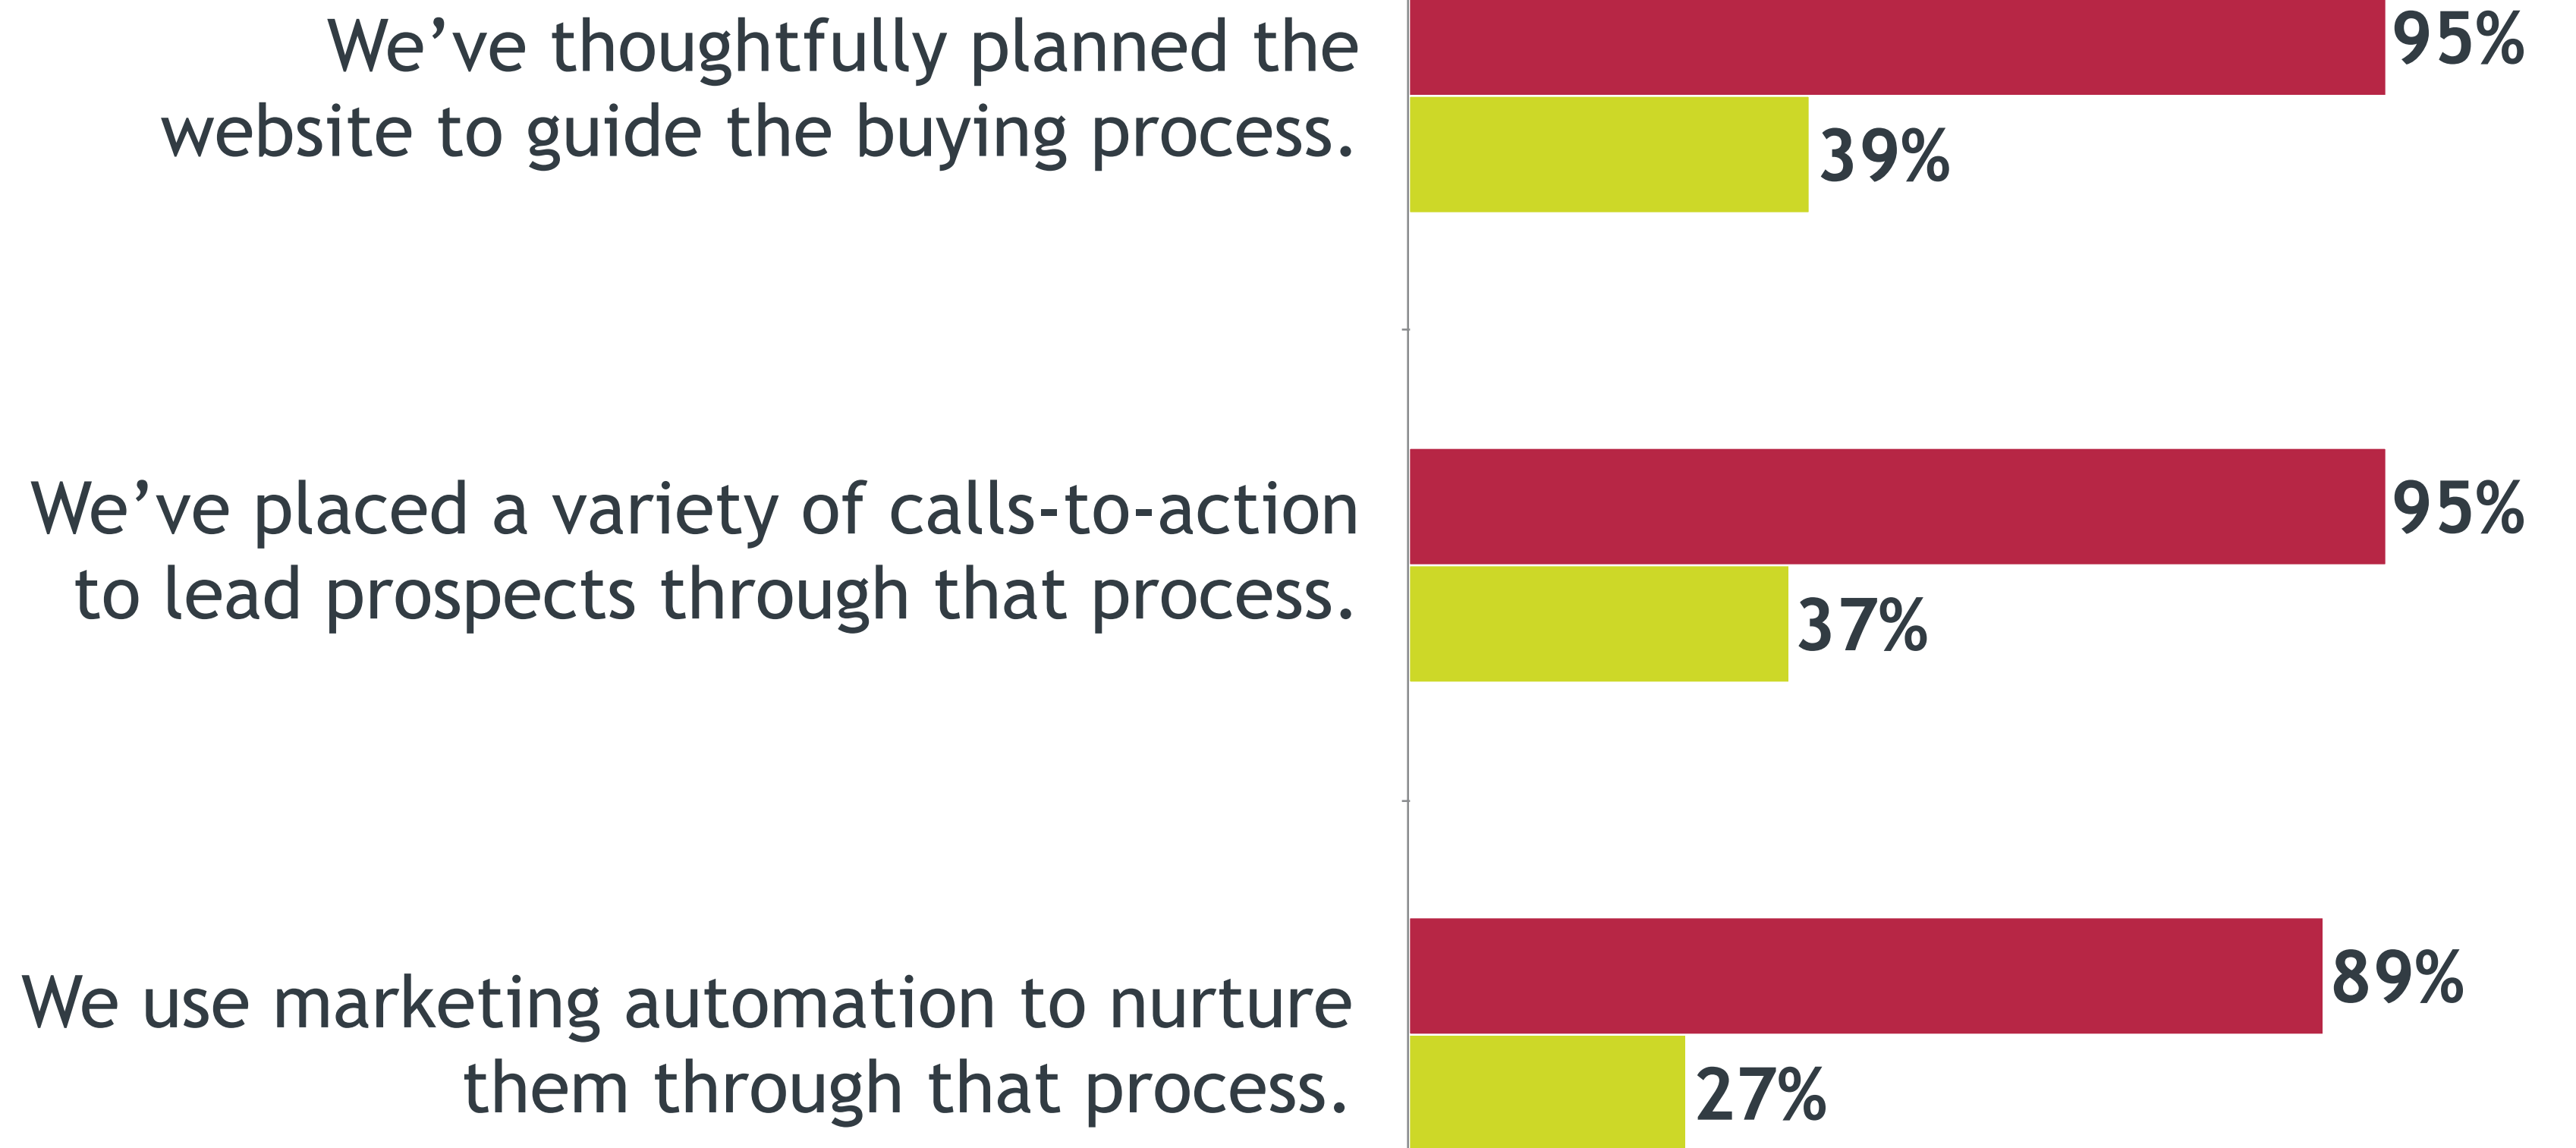 We’ve thoughtfully planned the
website to guide the buying process.
95%
39%
We’ve placed a variety of calls-to-action
to lead prospects through that process.
95%
37%
We use marketing automation to nurture
them through that process.
89%
27%